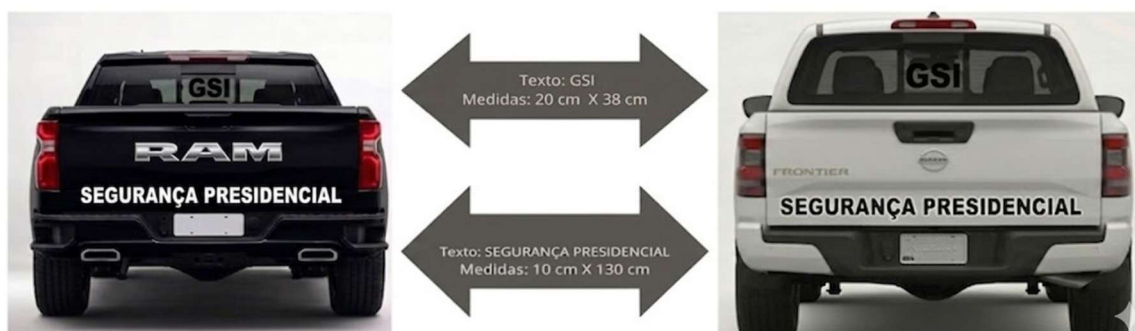 GSI
RAM
SEGURANÇA PRESIDENCIAL
Texto: GSI
Medidas: 20 cm X 38 cm
Texto: SEGURANÇA PRESIDENCIAL
Medidas: 10 cm X 130 cm
GSI
NISSAN
FRONTIER
SEGURANÇA PRESIDENCIAL